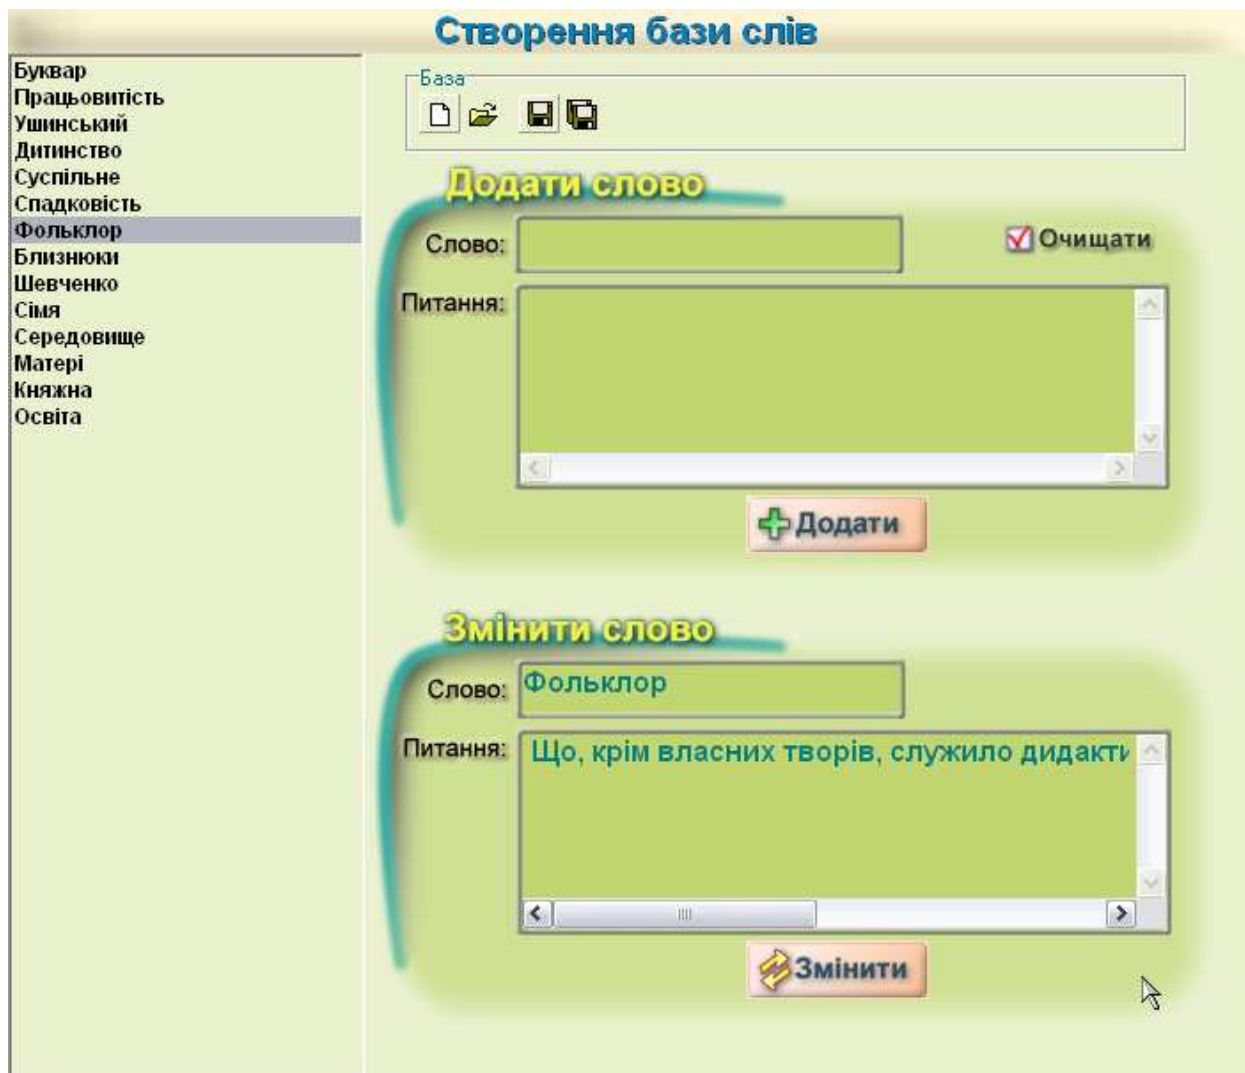 Створення бази слів
Буквар
Працьовитість
Ушинський
Дитинство
Суспільне
Спадковість
Фольклор
Близнюки
Шевченко
Сімя
Середовище
Матері
Княжна
Освіта
База
Додати слово
Слово:
Очищати
Питання:
Додати
Змінити слово
Слово: Фольклор
Питання: Що, крім власних творів, служило дидакти
Змінити